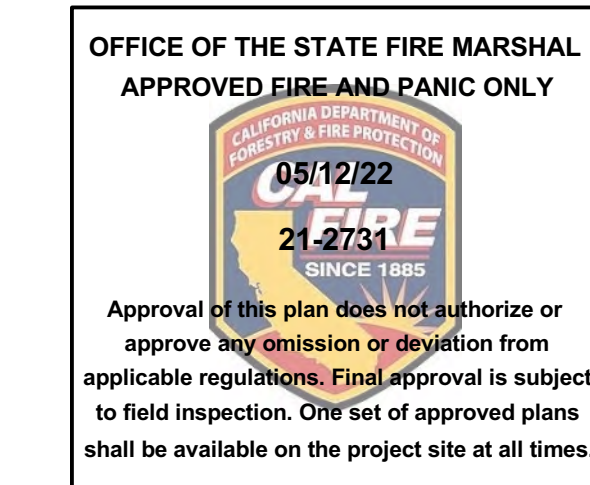 OFFICE OF THE STATE FIRE MARSHAL
APPROVED FIRE AND PANIC ONLY
CALIFORNIA DEPARTMENT OF
FORESTRY & FIRE PROTECTION
05/12/22
CAL
FIRE
21-2731
SINCE 1885
Approval of this plan does not authorize or
approve any omission or deviation from
applicable regulations. Final approval is subject
to field inspection. One set of approved plans
shall be available on the project site at all times.